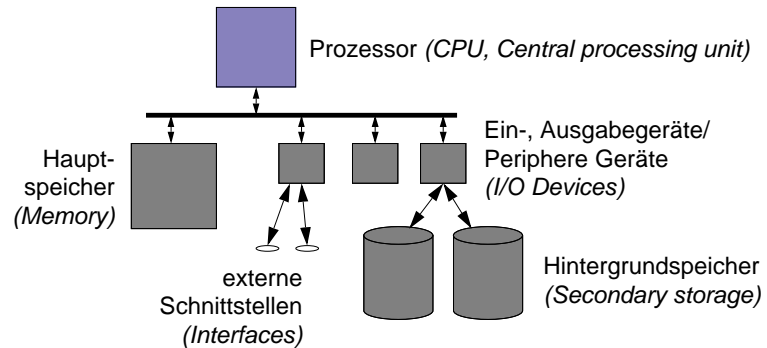 Prozessor (CPU, Central processing unit)
Haupt-
speicher
(Memory)
Ein-, Ausgabegeräte/
Periphere Geräte
(I/O Devices)
externe
Schnittstellen
(Interfaces)
Hintergrundspeicher
(Secondary storage)